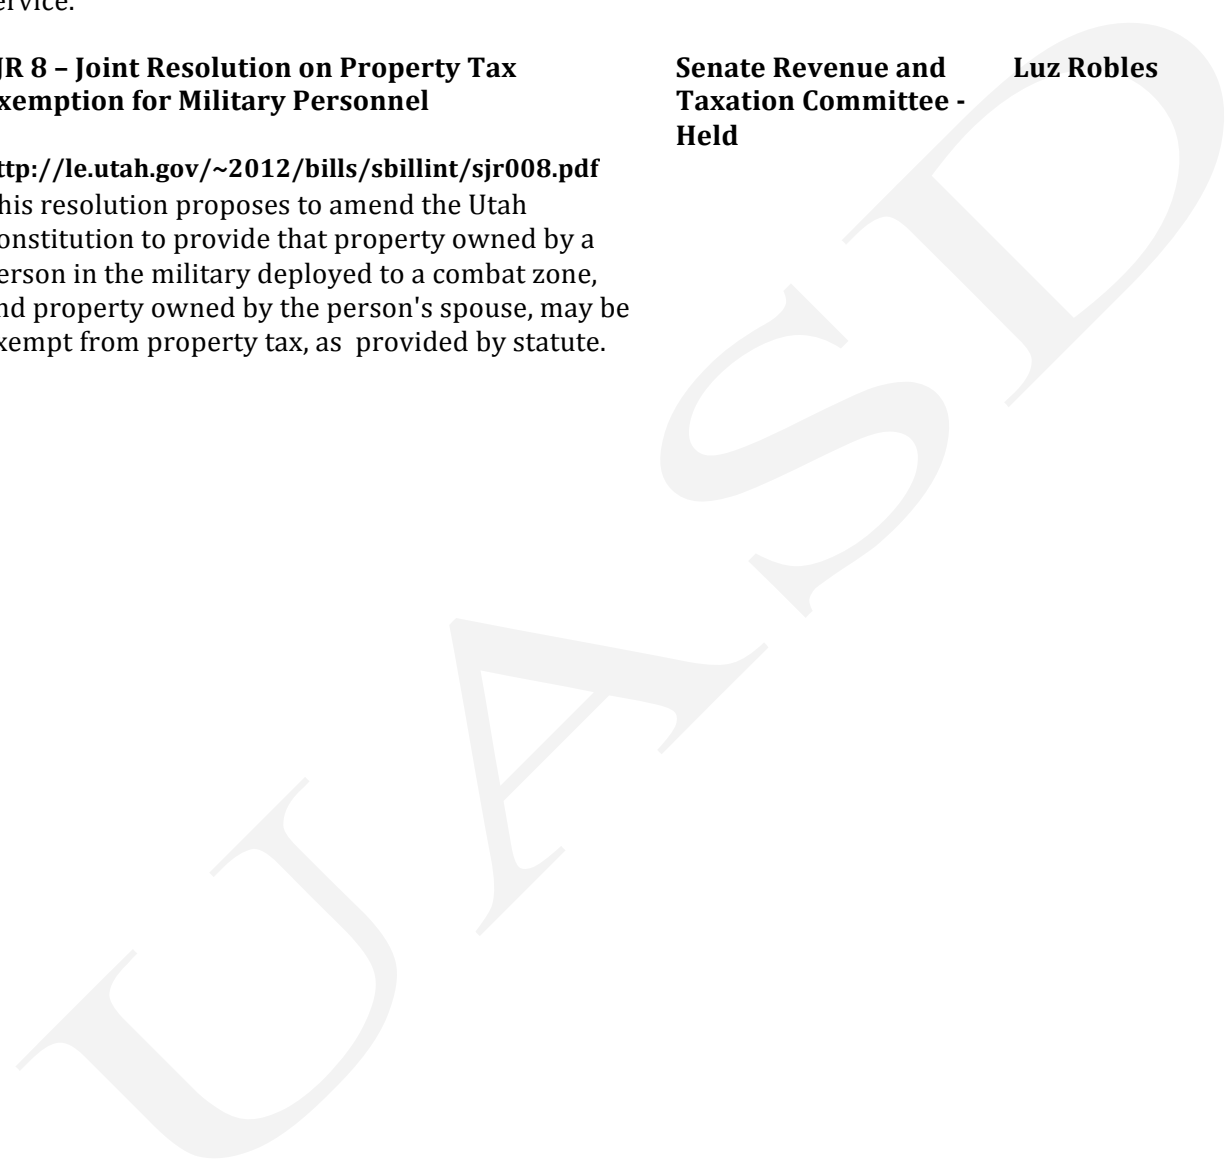 ervice.
JR 8 – Joint Resolution on Property Tax
xemption for Military Personnel
Senate Revenue and
Taxation Committee -
Held
Luz Robles
ttp://le.utah.gov/~2012/bills/sbillint/sjr008.pdf
his resolution proposes to amend the Utah
onstitution to provide that property owned by a
erson in the military deployed to a combat zone,
nd property owned by the person's spouse, may be
xempt from property tax, as  provided by statute.
UASD